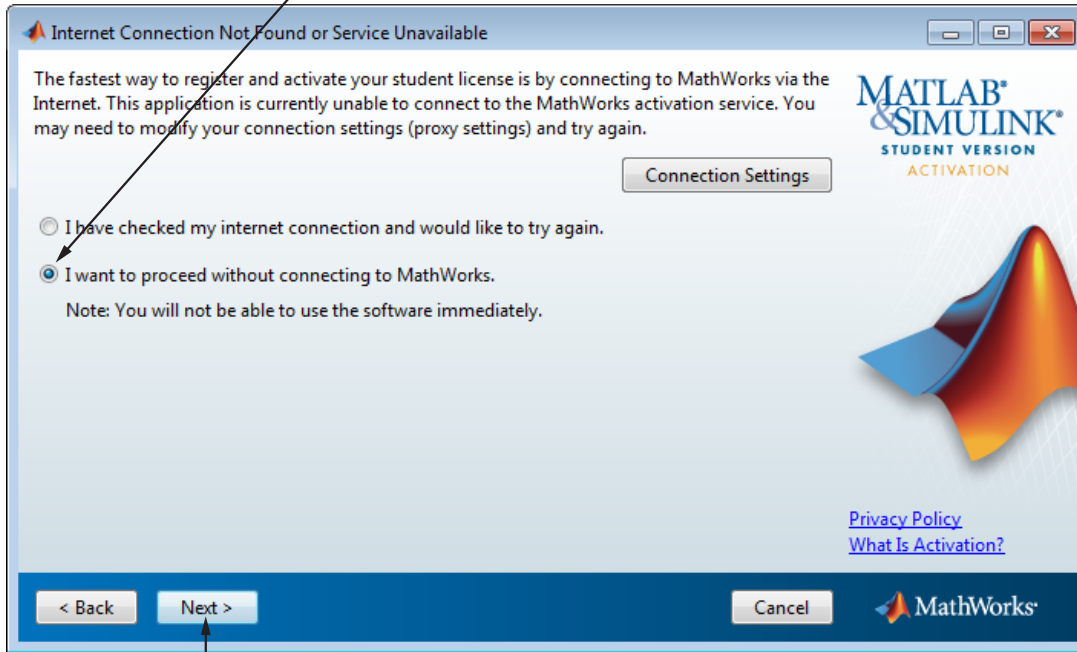 Internet Connection Not Found or Service Unavailable
The fastest way to register and activate your student license is by connecting to MathWorks via the
Internet. This application is currently unable to connect to the MathWorks activation service. You
may need to modify your connection settings (proxy settings) and try again.
Connection Settings
MATLAB®
&SIMULINK®
STUDENT VERSION
ACTIVATION
I have checked my internet connection and would like to try again.
I want to proceed without connecting to MathWorks.
Note: You will not be able to use the software immediately.
Privacy Policy
What Is Activation?
< Back
Next >
Cancel
MathWorks®